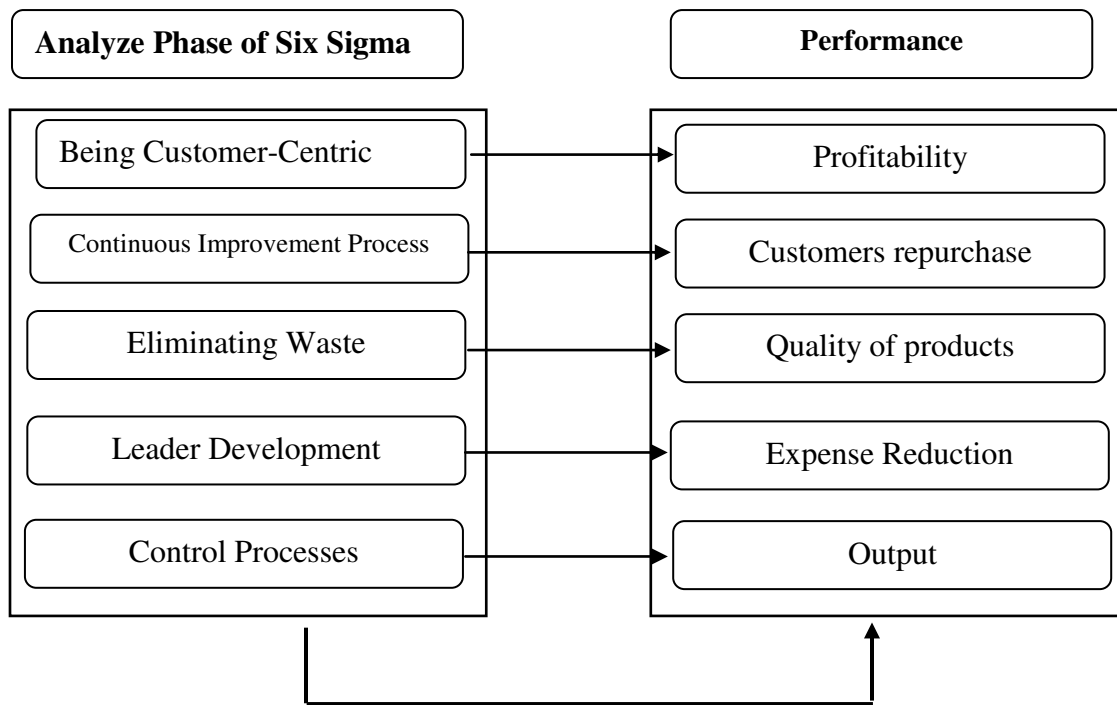 Analyze Phase of Six Sigma
Performance
Being Customer-Centric
Profitability
Continuous Improvement Process
Customers repurchase
Eliminating Waste
Quality of products
Leader Development
Expense Reduction
Control Processes
Output